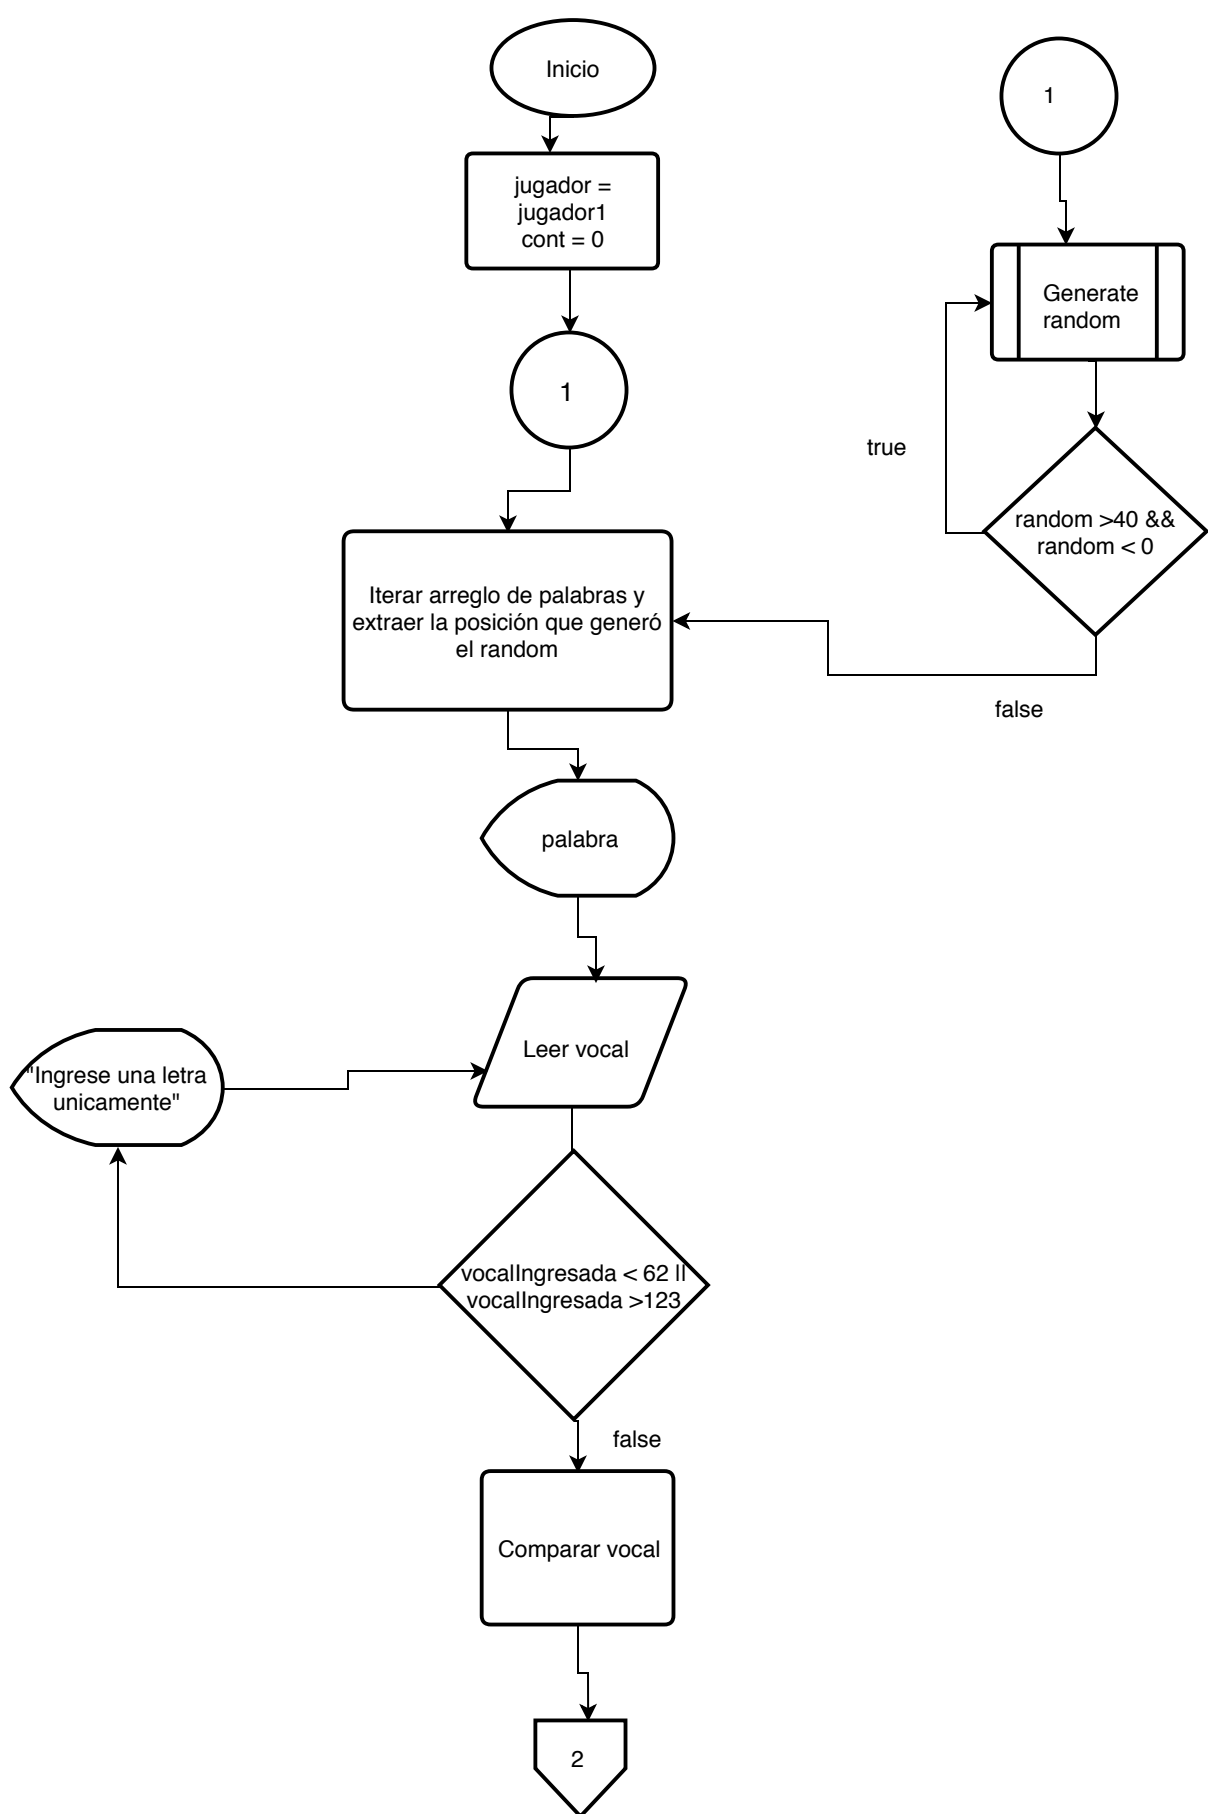 Inicio
jugador =
jugador1
cont = 0
1
Iterar arreglo de palabras y
extraer la posición que generó
el random
palabra
Leer vocal
"Ingrese una letra
unicamente"
vocalIngresada < 62 ||
vocalIngresada >123
false
Comparar vocal
2
1
Generate
random
true
random >40 &&
random < 0
false